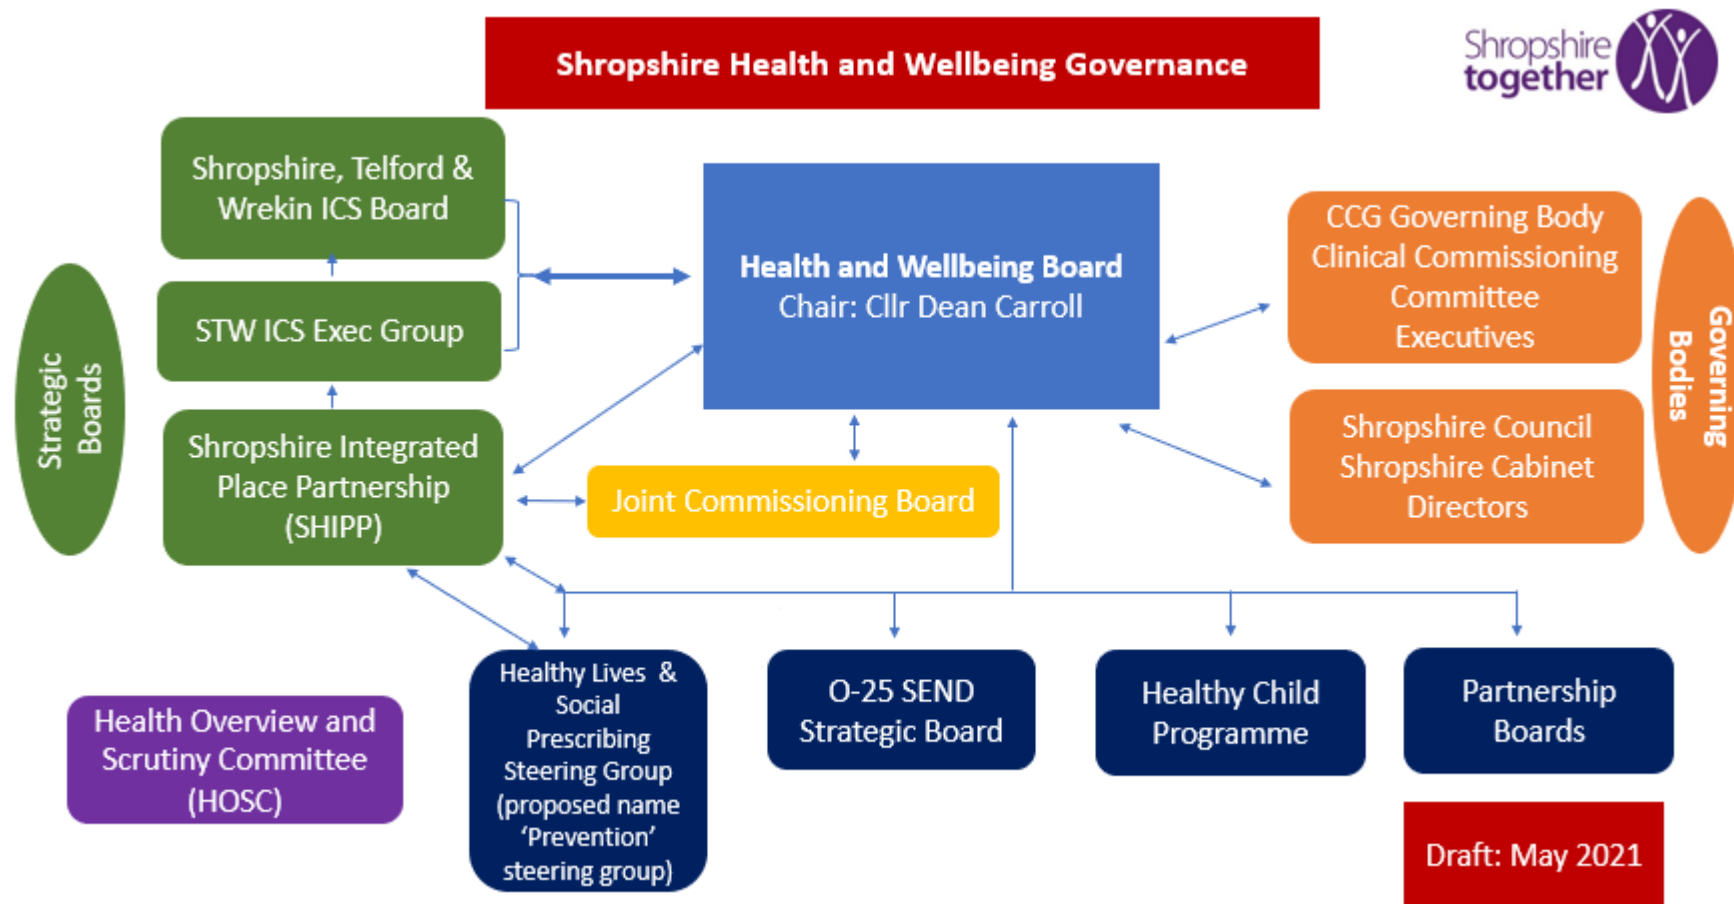 Shropshire Health and Wellbeing Governance
Shropshire
together
Shropshire, Telford &
Wrekin ICS Board
STW ICS Exec Group
Shropshire Integrated
Place Partnership
(SHIPP)
Strategic
Boards
Health and Wellbeing Board
Chair: Cllr Dean Carroll
Joint Commissioning Board
CCG Governing Body
Clinical Commissioning
Committee
Executives
Shropshire Council
Shropshire Cabinet
Directors
Governing
Bodies
Health Overview and
Scrutiny Committee
(HOSC)
Healthy Lives &
Social
Prescribing
Steering Group
(proposed name
‘Prevention’
steering group)
O-25 SEND
Strategic Board
Healthy Child
Programme
Partnership
Boards
Draft: May 2021